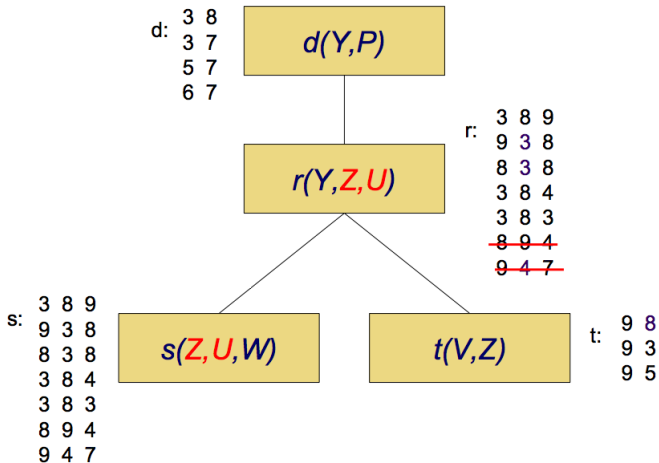 d:
3 8
3 7
5 7
6 7
d(Y,P)
r:
3 8 9
9 3 8
8 3 8
3 8 4
3 8 3
8 9 4
9 4 7
r(Y,Z,U)
s:
3 8 9
9 3 8
8 3 8
3 8 4
3 8 3
8 9 4
9 4 7
s(Z,U,W)
t(V,Z)
t:
9 8
9 3
9 5